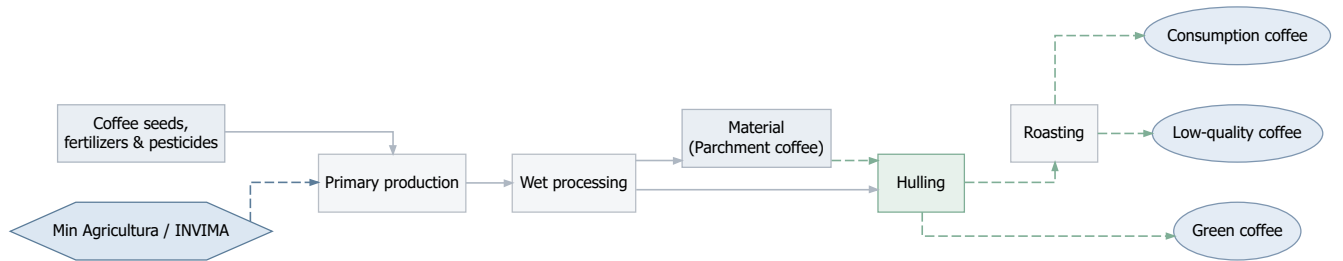 Consumption coffee
Coffee seeds,
fertilizers & pesticides
Material
(Parchment coffee)
Roasting
Low-quality coffee
Primary production
Wet processing
Hulling
Min Agricultura / INVIMA
Green coffee